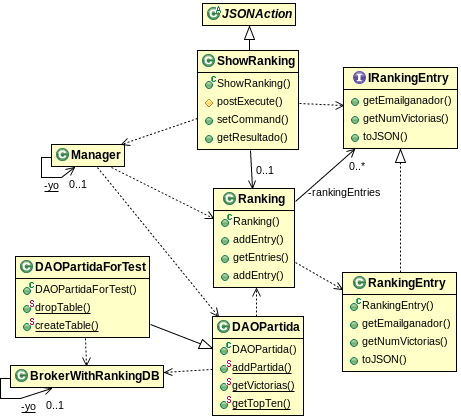 JSONAction
ShowRanking
ShowRanking()
postExecute()
setCommand()
getResultado()
IRankingEntry
getEmailganador()
getNumVictorias()
toJSON()
Manager
-yo 0..1
0..1
0..*
-rankingEntries
Ranking
Ranking()
addEntry()
getEntries()
addEntry()
DAOPartidaForTest
DAOPartidaForTest()
dropTable()
createTable()
RankingEntry
RankingEntry()
getEmailganador()
getNumVictorias()
toJSON()
DAOPartida
DAOPartida()
addPartida()
getVictorias()
getTopTen()
BrokerWithRankingDB
-yo 0..1